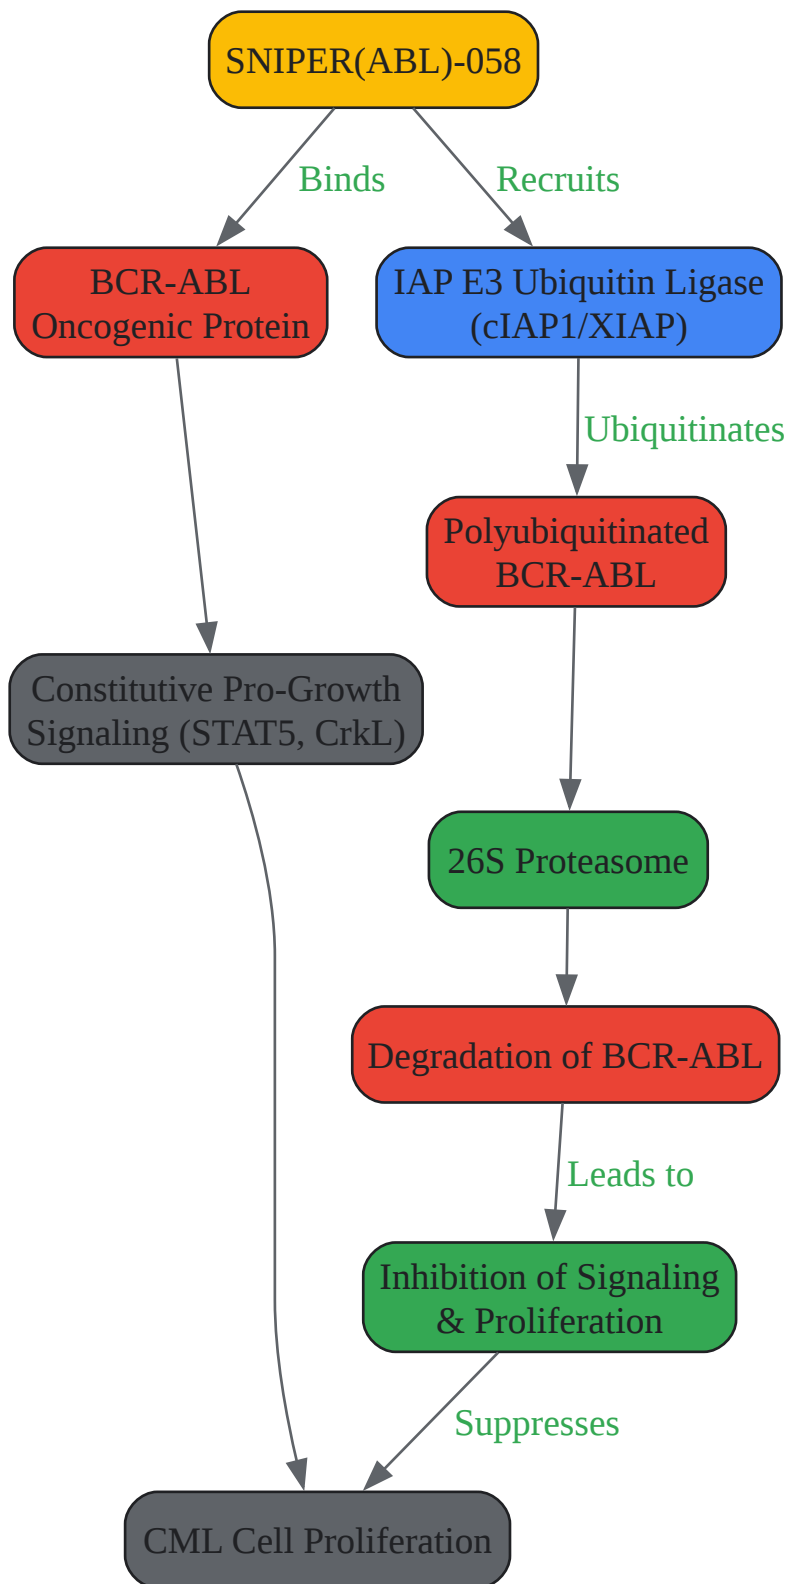 SNIPER(ABL)-058
Binds
Recruits
BCR-ABL
Oncogenic Protein
IAP E3 Ubiquitin Ligase
(cIAP1/XIAP)
Ubiquitinates
Polyubiquitinated
BCR-ABL
Constitutive Pro-Growth
Signaling (STAT5, CrkL)
26S Proteasome
Degradation of BCR-ABL
Leads to
Inhibition of Signaling
& Proliferation
Suppresses
CML Cell Proliferation